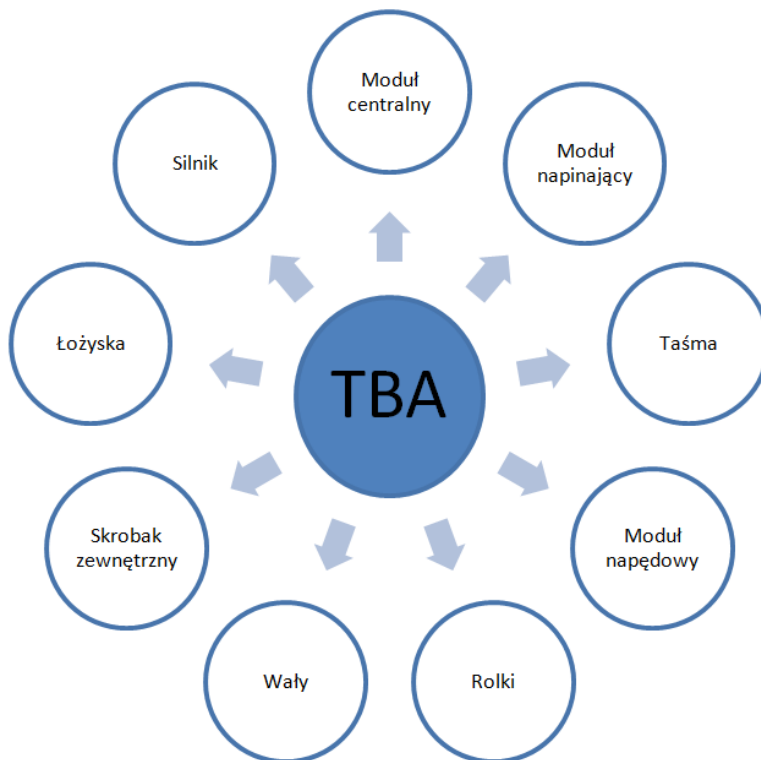 Moduł
centralny
Moduł
napinający
Taśma
Moduł
napędowy
Rolki
Wały
Skrobak
zewnętrzny
Łożyska
Silnik
TBA